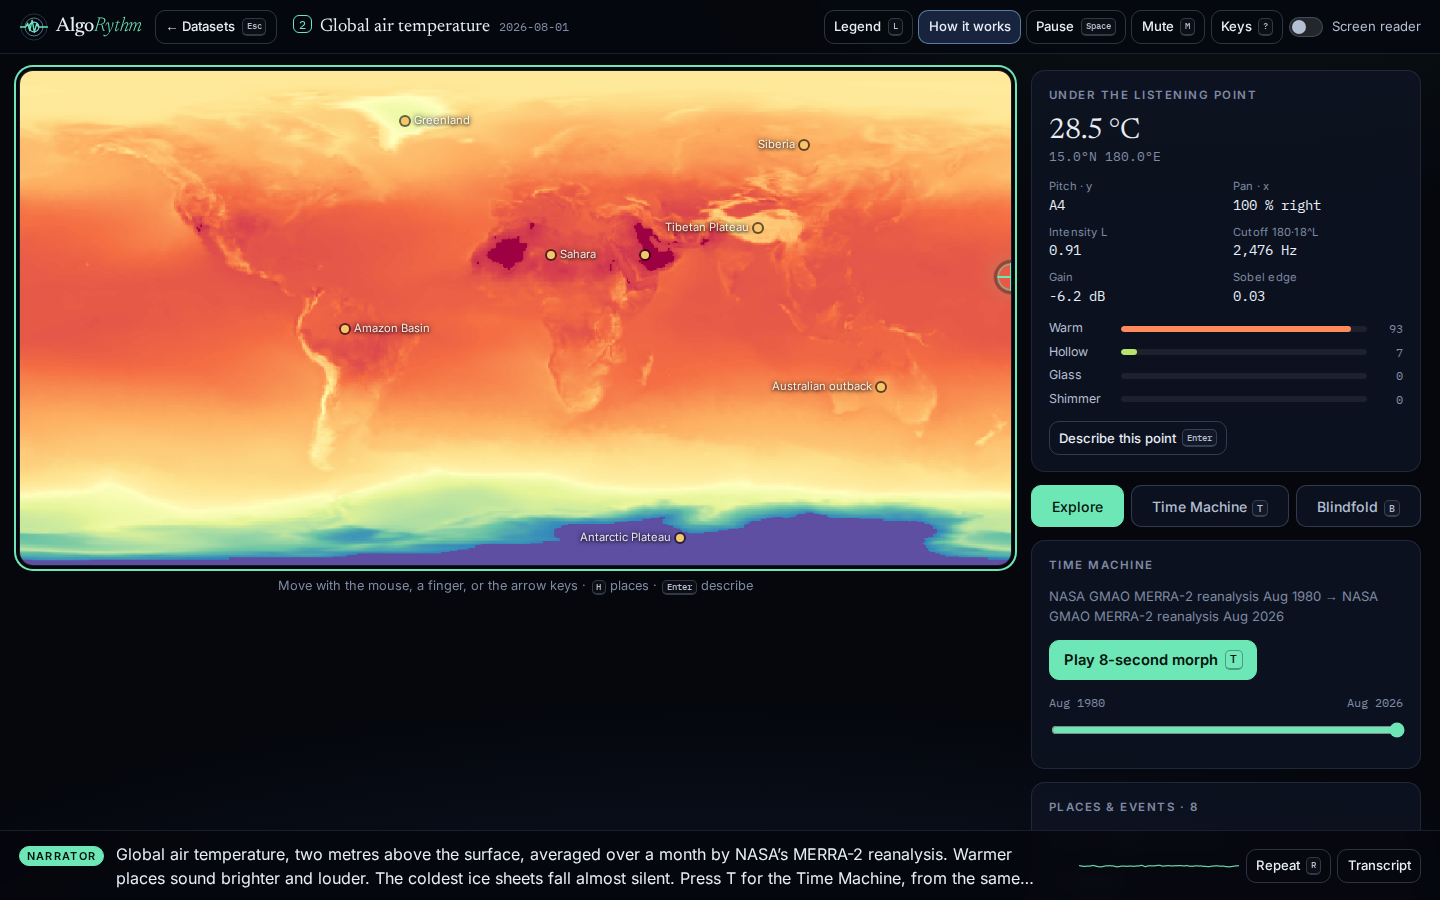 AlgoRythm
← Datasets Esc
2 Global air temperature 2026-08-01
Legend L
How it works
Pause Space
Mute M
Keys ?
Screen reader
Greenland
Siberia
Tibetan Plateau
Sahara
Amazon Basin
Australian outback
Antarctic Plateau
Move with the mouse, a finger, or the arrow keys · H places · Enter describe
UNDER THE LISTENING POINT
28.5 °C
15.0°N 180.0°E
Pitch · y Pan · x
A4 100 % right
Intensity L Cutoff 180·18^L
0.91 2,476 Hz
Gain Sobel edge
-6.2 dB 0.03
Warm 93
Hollow 7
Glass 0
Shimmer 0
Describe this point Enter
Explore
Time Machine T
Blindfold B
TIME MACHINE
NASA GMAO MERRA-2 reanalysis Aug 1980 → NASA
GMAO MERRA-2 reanalysis Aug 2026
Play 8-second morph T
Aug 1980 Aug 2026
PLACES & EVENTS · 8
NARRATOR
Global air temperature, two metres above the surface, averaged over a month by NASA's MERRA-2 reanalysis. Warmer
places sound brighter and louder. The coldest ice sheets fall almost silent. Press T for the Time Machine, from the same...
Repeat R
Transcript